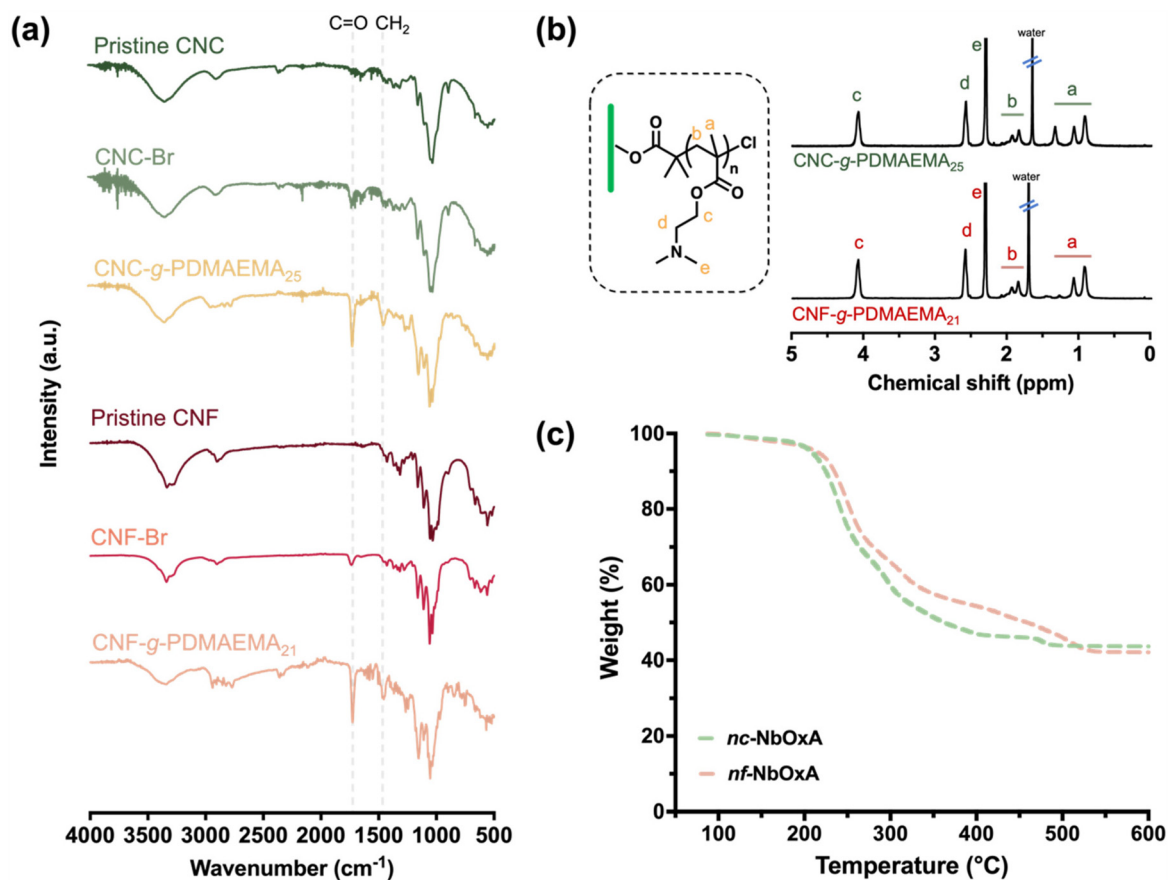 (a)
C=O CH₂
Pristine CNC
CNC-Br
CNC-g-PDMAEMA₂₅
Pristine CNF
CNF-Br
CNF-g-PDMAEMA₂₁
Intensity (a.u.)
4000 3500 3000 2500 2000 1500 1000 500
Wavenumber (cm⁻¹)
(b)
O
O
b
a
Cl
n
O
O
c
d
N
e
water
e
d
c
b
a
CNC-g-PDMAEMA₂₅
water
e
d
c
b
a
CNF-g-PDMAEMA₂₁
5 4 3 2 1 0
Chemical shift (ppm)
(c)
100
80
60
40
20
0
Weight (%)
nc-NbOxA
nf-NbOxA
100 200 300 400 500 600
Temperature (°C)